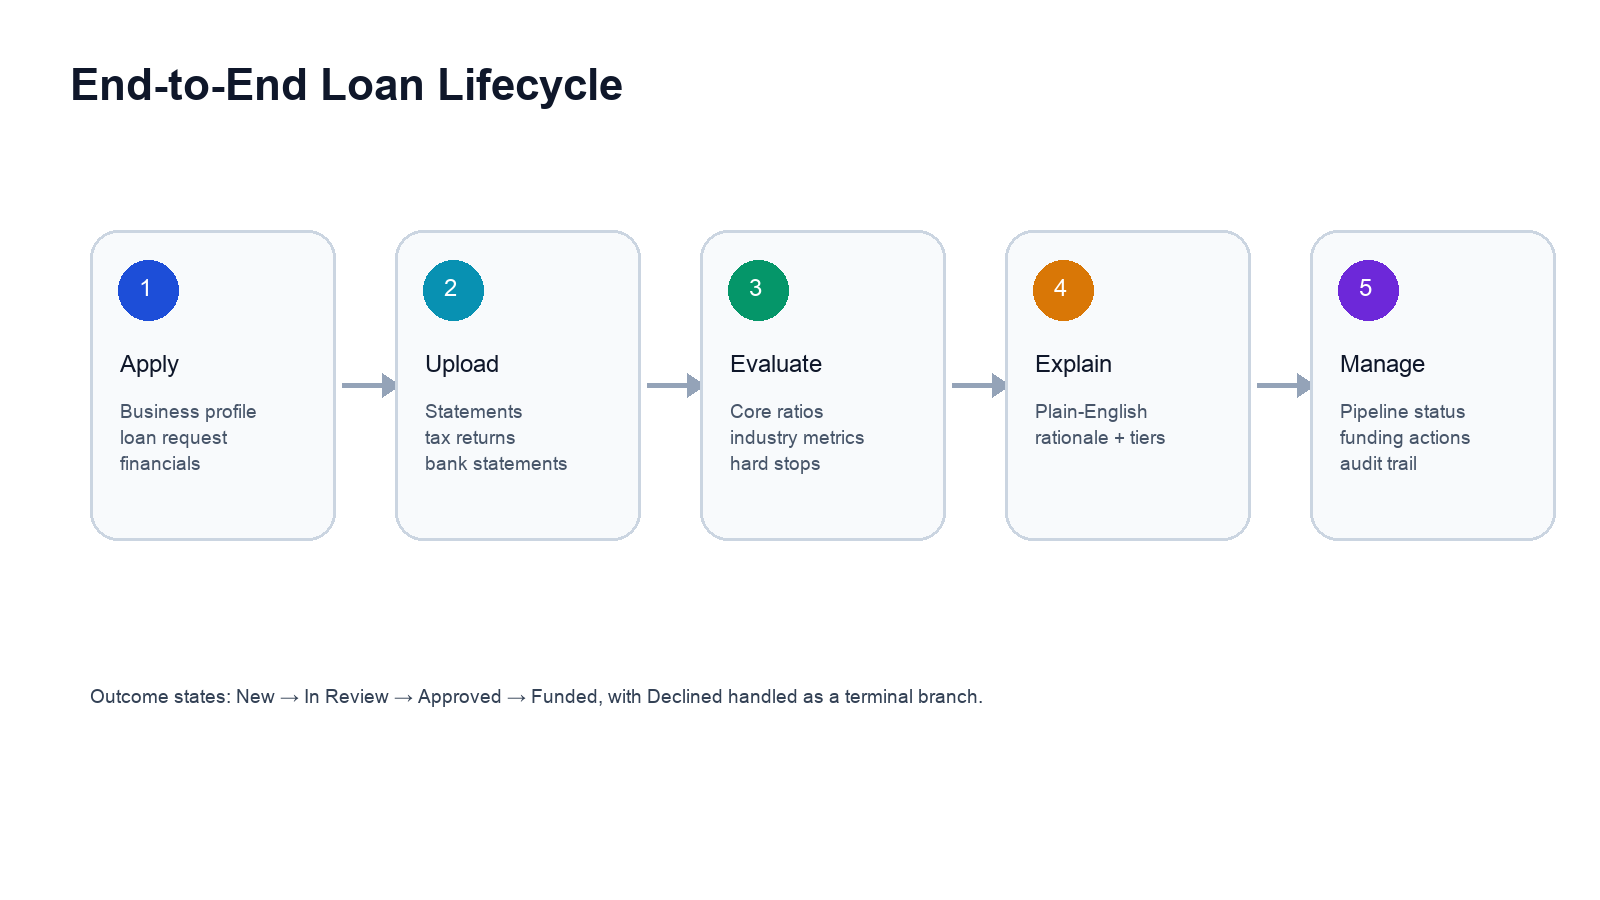 End-to-End Loan Lifecycle
1
Apply
Business profile
loan request
financials
2
Upload
Statements
tax returns
bank statements
3
Evaluate
Core ratios
industry metrics
hard stops
4
Explain
Plain-English
rationale + tiers
5
Manage
Pipeline status
funding actions
audit trail
Outcome states: New → In Review → Approved → Funded, with Declined handled as a terminal branch.